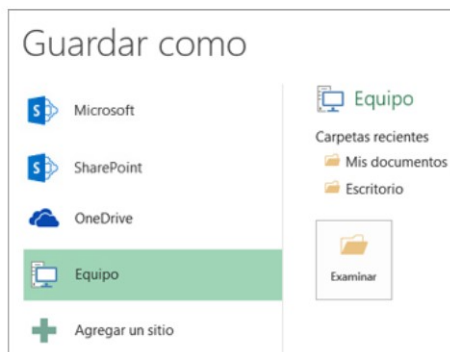 Guardar como
Microsoft
SharePoint
OneDrive
Equipo
Agregar un sitio
Equipo
Carpetas recientes
Mis documentos
Escritorio
Examinar